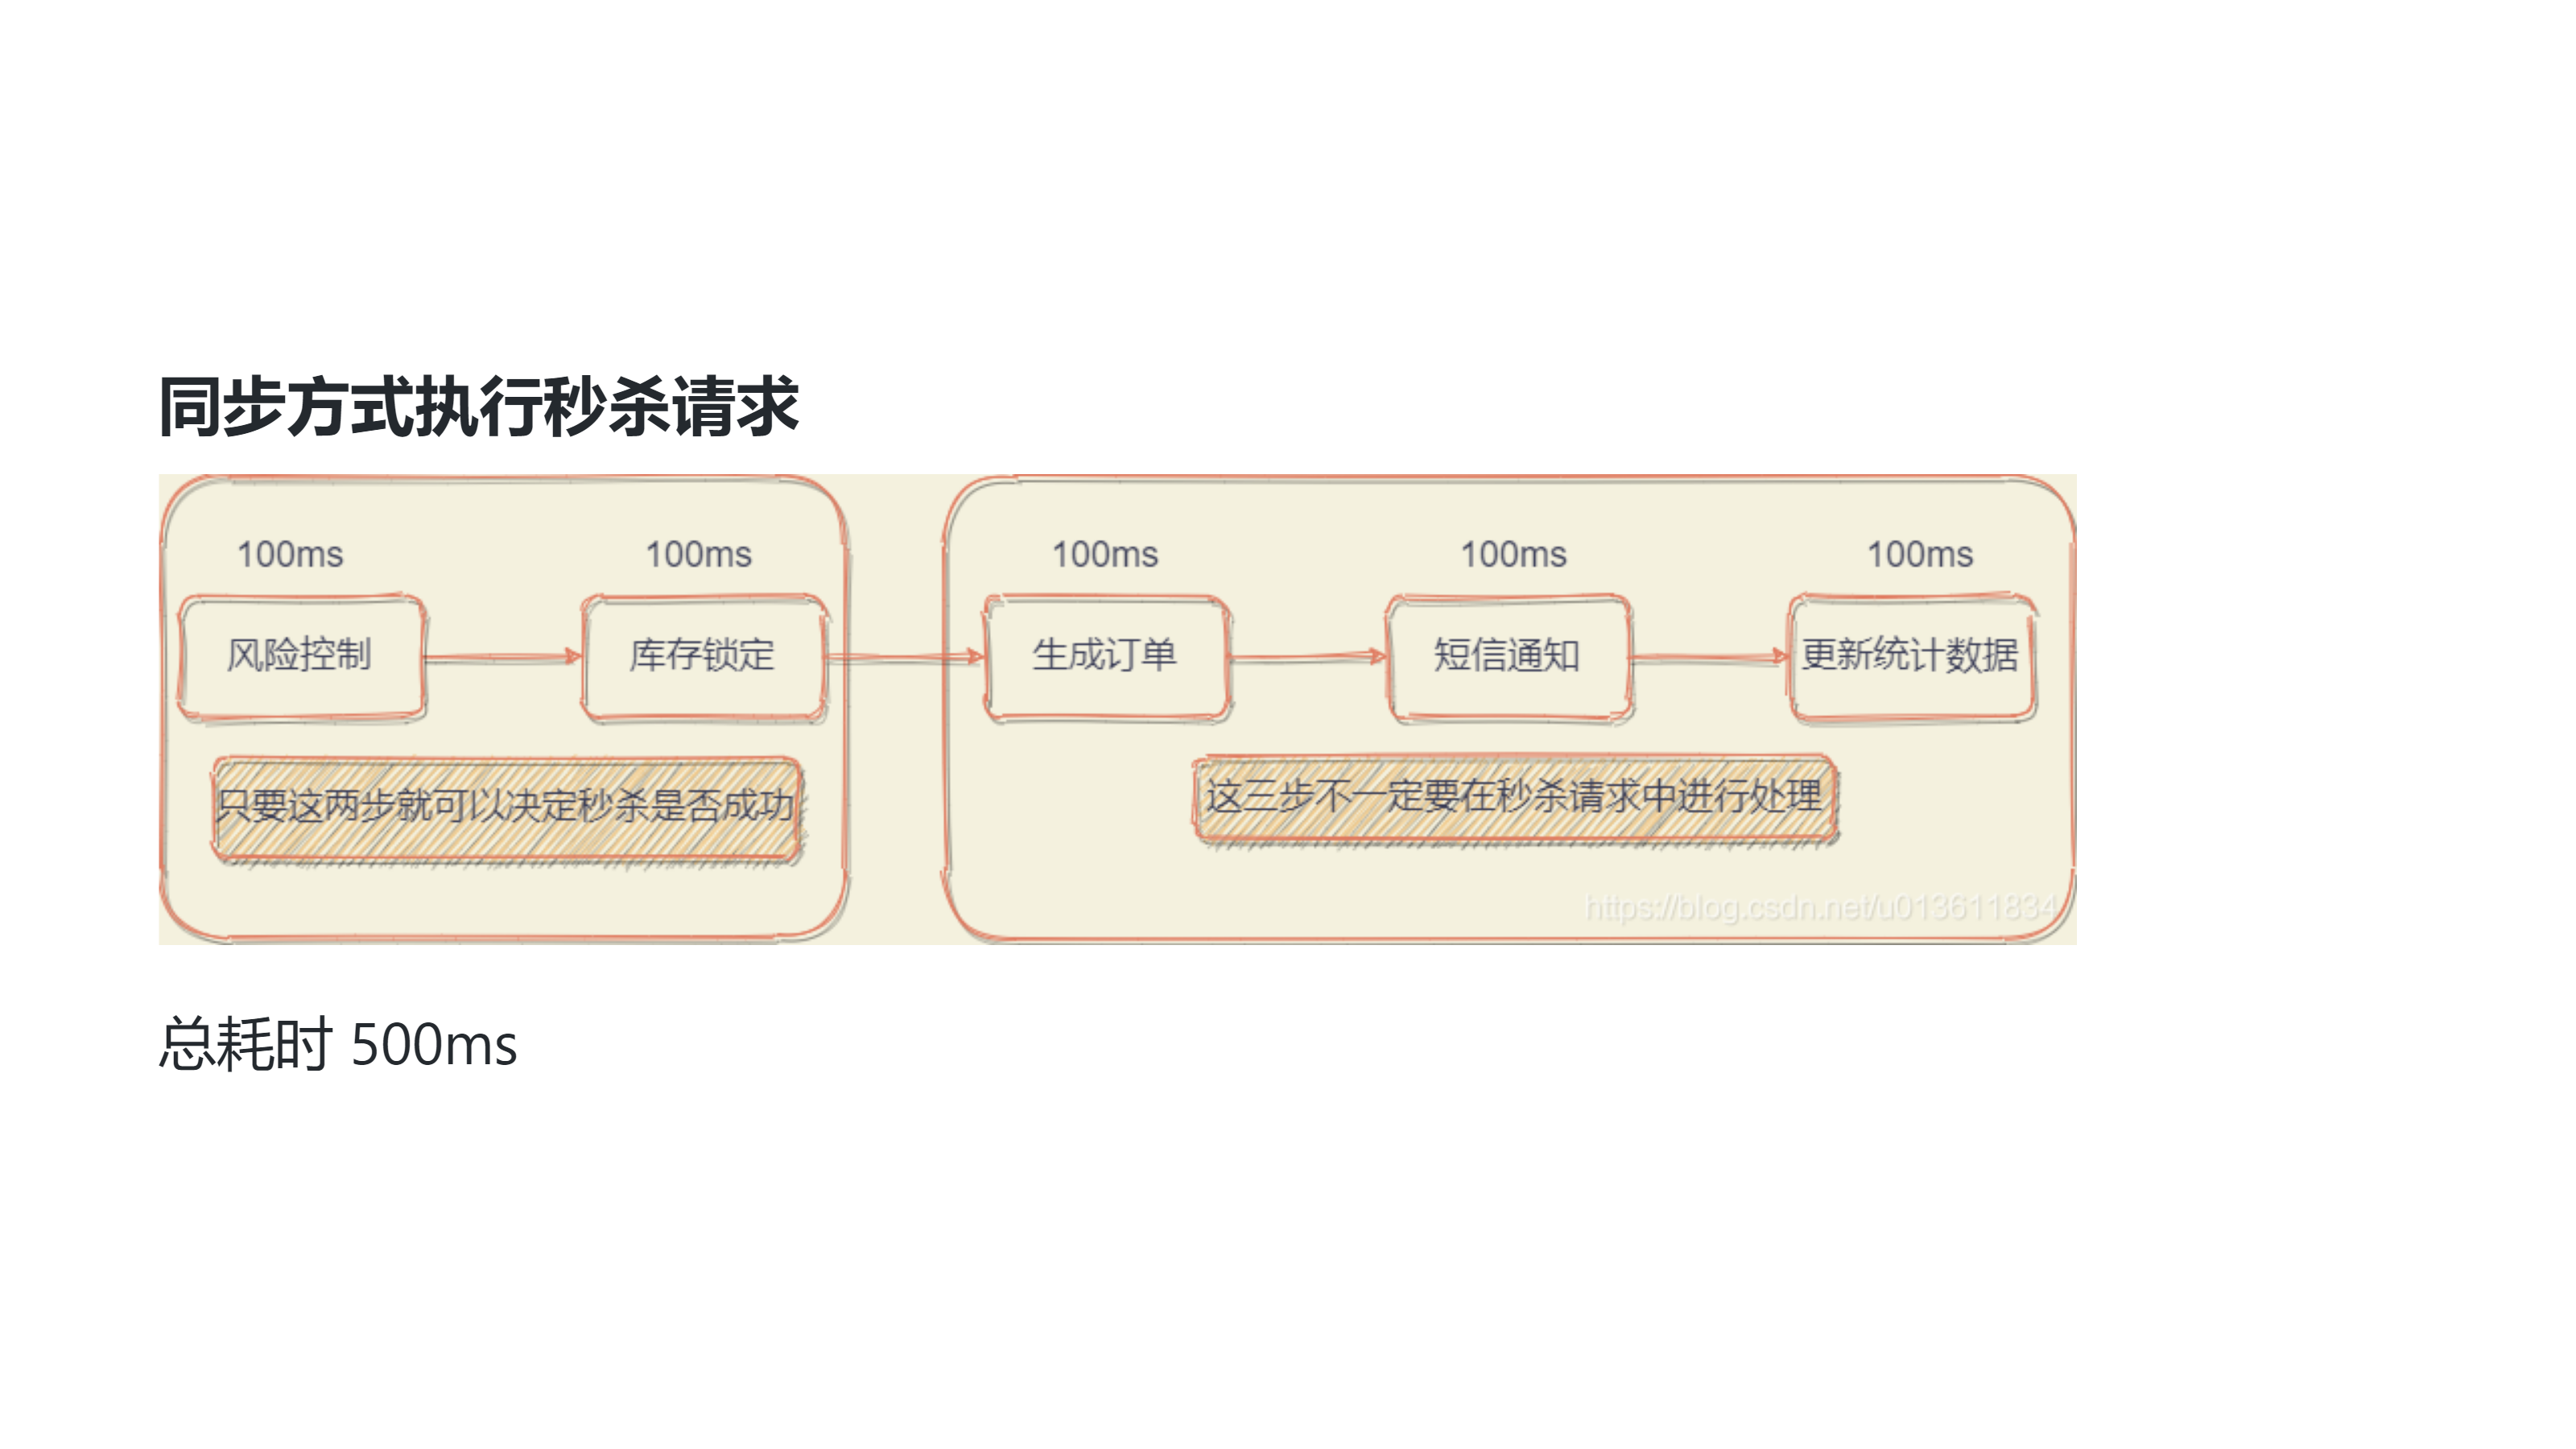 同步方式执行秒杀请求
100ms 100ms 100ms 100ms 100ms
风险控制 库存锁定 生成订单 短信通知 更新统计数据
只要这两步就可以决定秒杀是否成功
这三步不一定要在秒杀请求中进行处理
https://blog.csdn.net/u013611834
总耗时 500ms